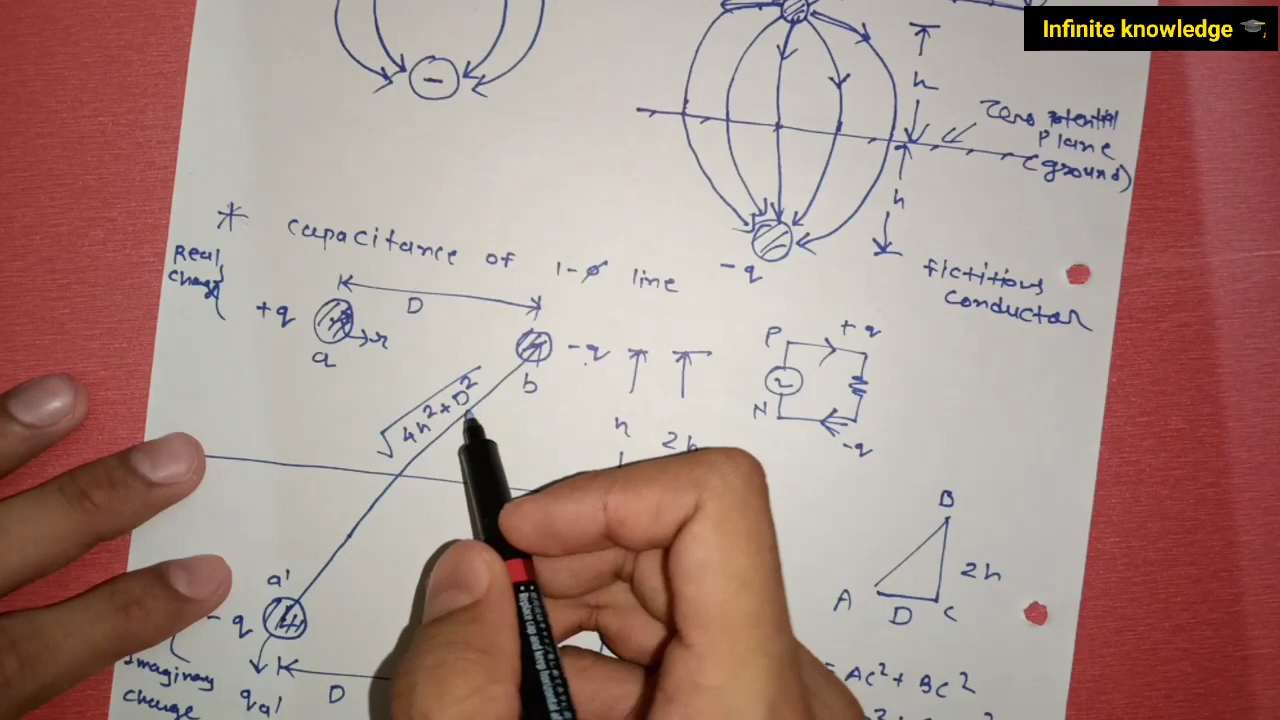 Infinite knowledge 🎓
−
h
Zero potential
Plane
(ground)
h
-q
fictitious
conductor
* capacitance of 1-ϕ line
Real
charge
+q
D
r
a
-q
b
√4h²+D²
h
2h
P
+q
N
-q
B
2h
A
D
C
a'
-q
Imaginary
charge
qa'
D
= AC² + BC²